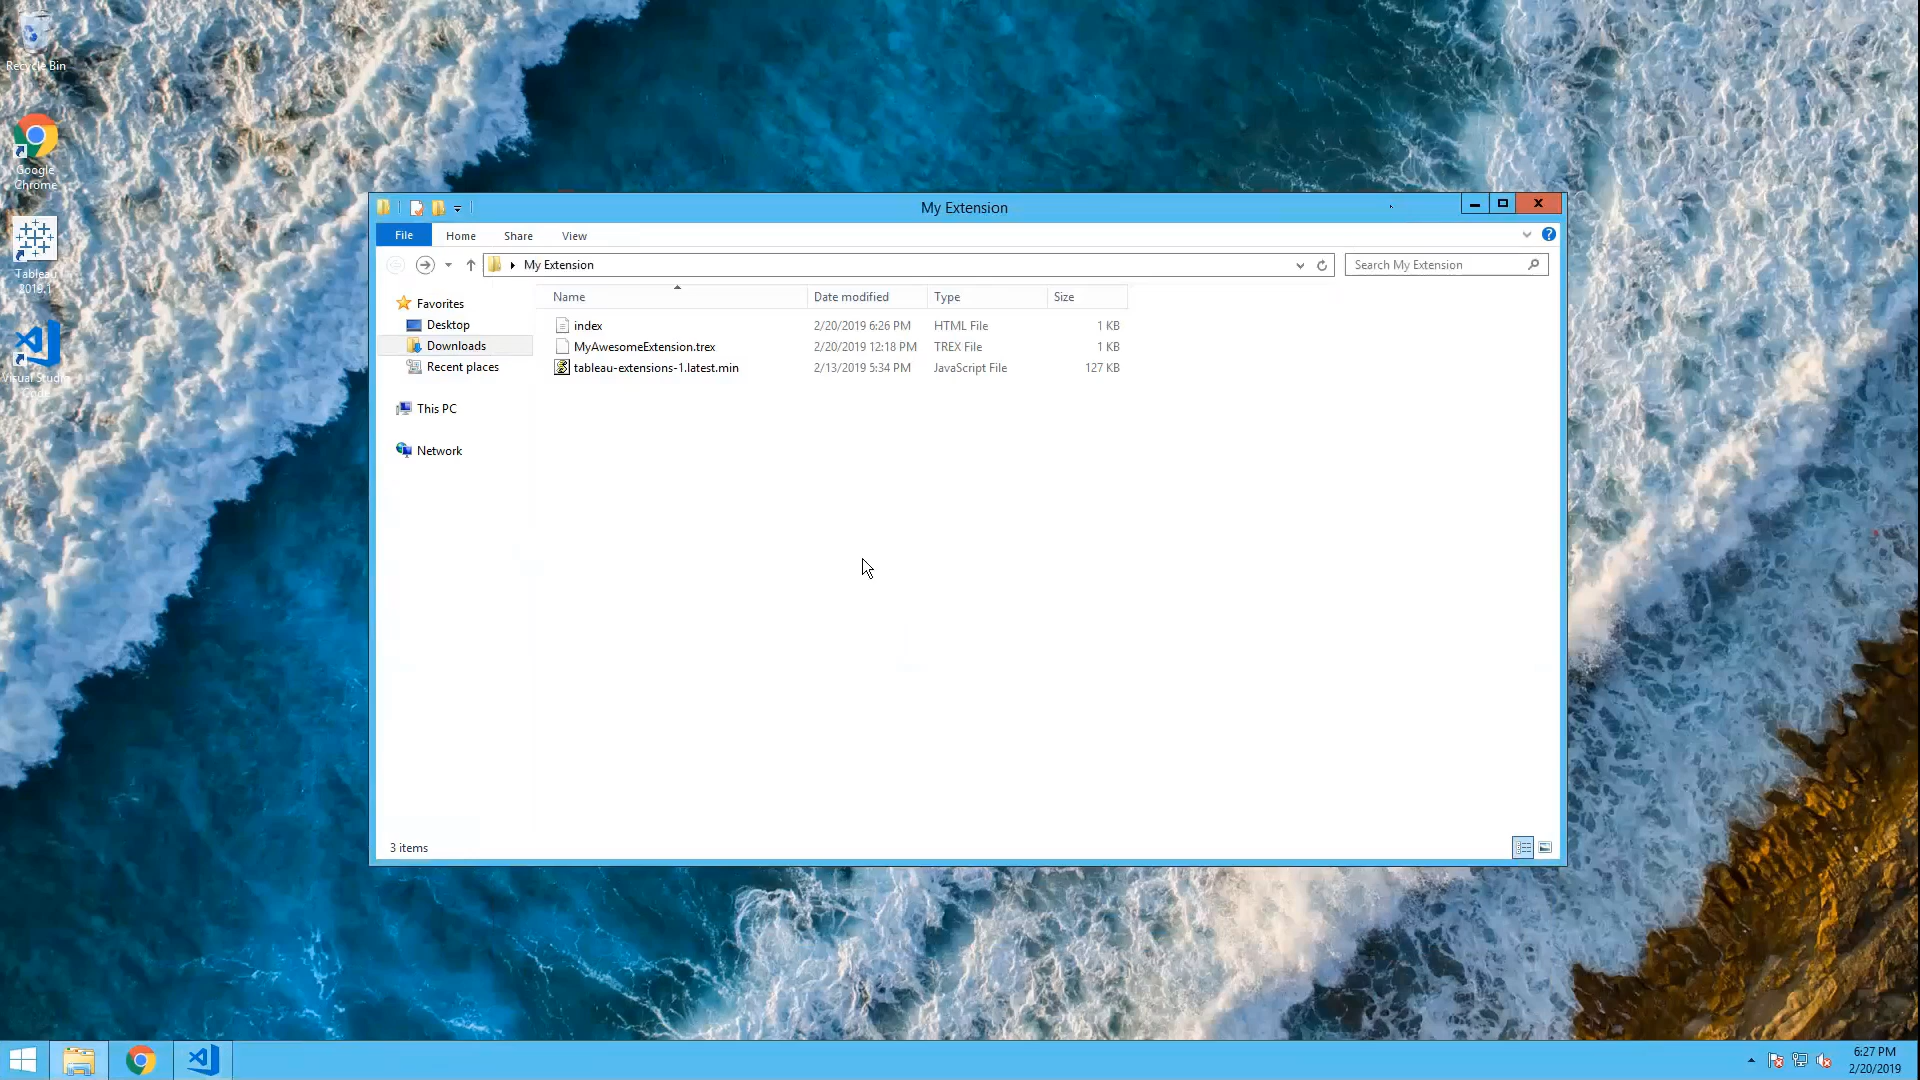 Recycle Bin
Google
Chrome
Tableau
2019.1
Visual Studio
Code
My Extension
File
Home
Share
View
My Extension
Search My Extension
Favorites
Desktop
Downloads
Recent places
This PC
Network
Name
Date modified
Type
Size
index
2/20/2019 6:26 PM
HTML File
1 KB
MyAwesomeExtension.trex
2/20/2019 12:18 PM
TREX File
1 KB
tableau-extensions-1.latest.min
2/13/2019 5:34 PM
JavaScript File
127 KB
3 items
6:27 PM
2/20/2019